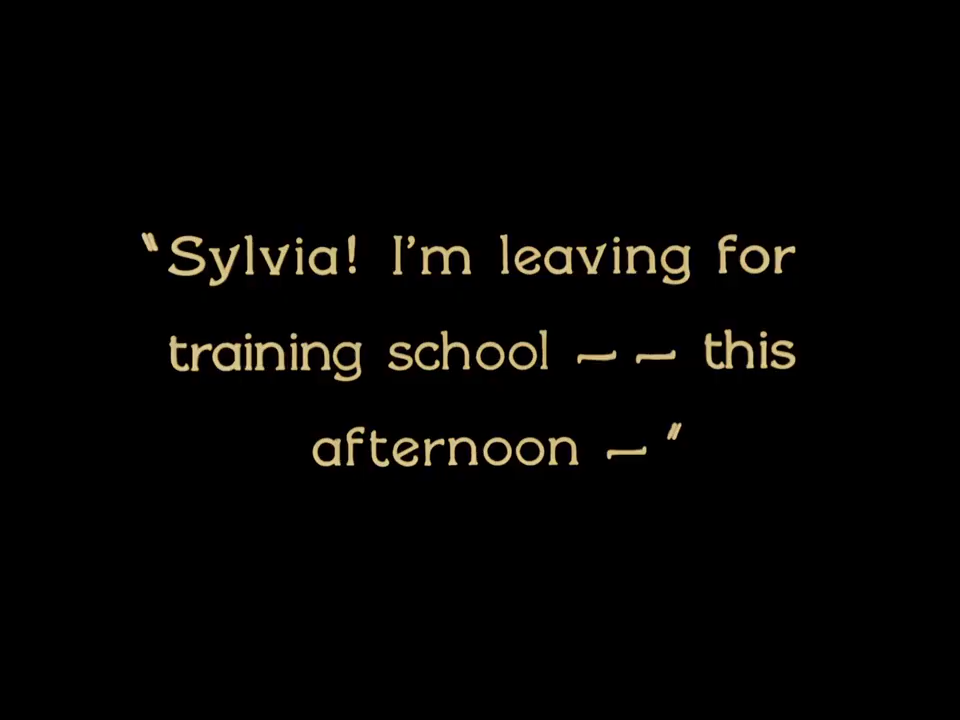 "Sylvia! I'm leaving for
training school — — this
afternoon —"